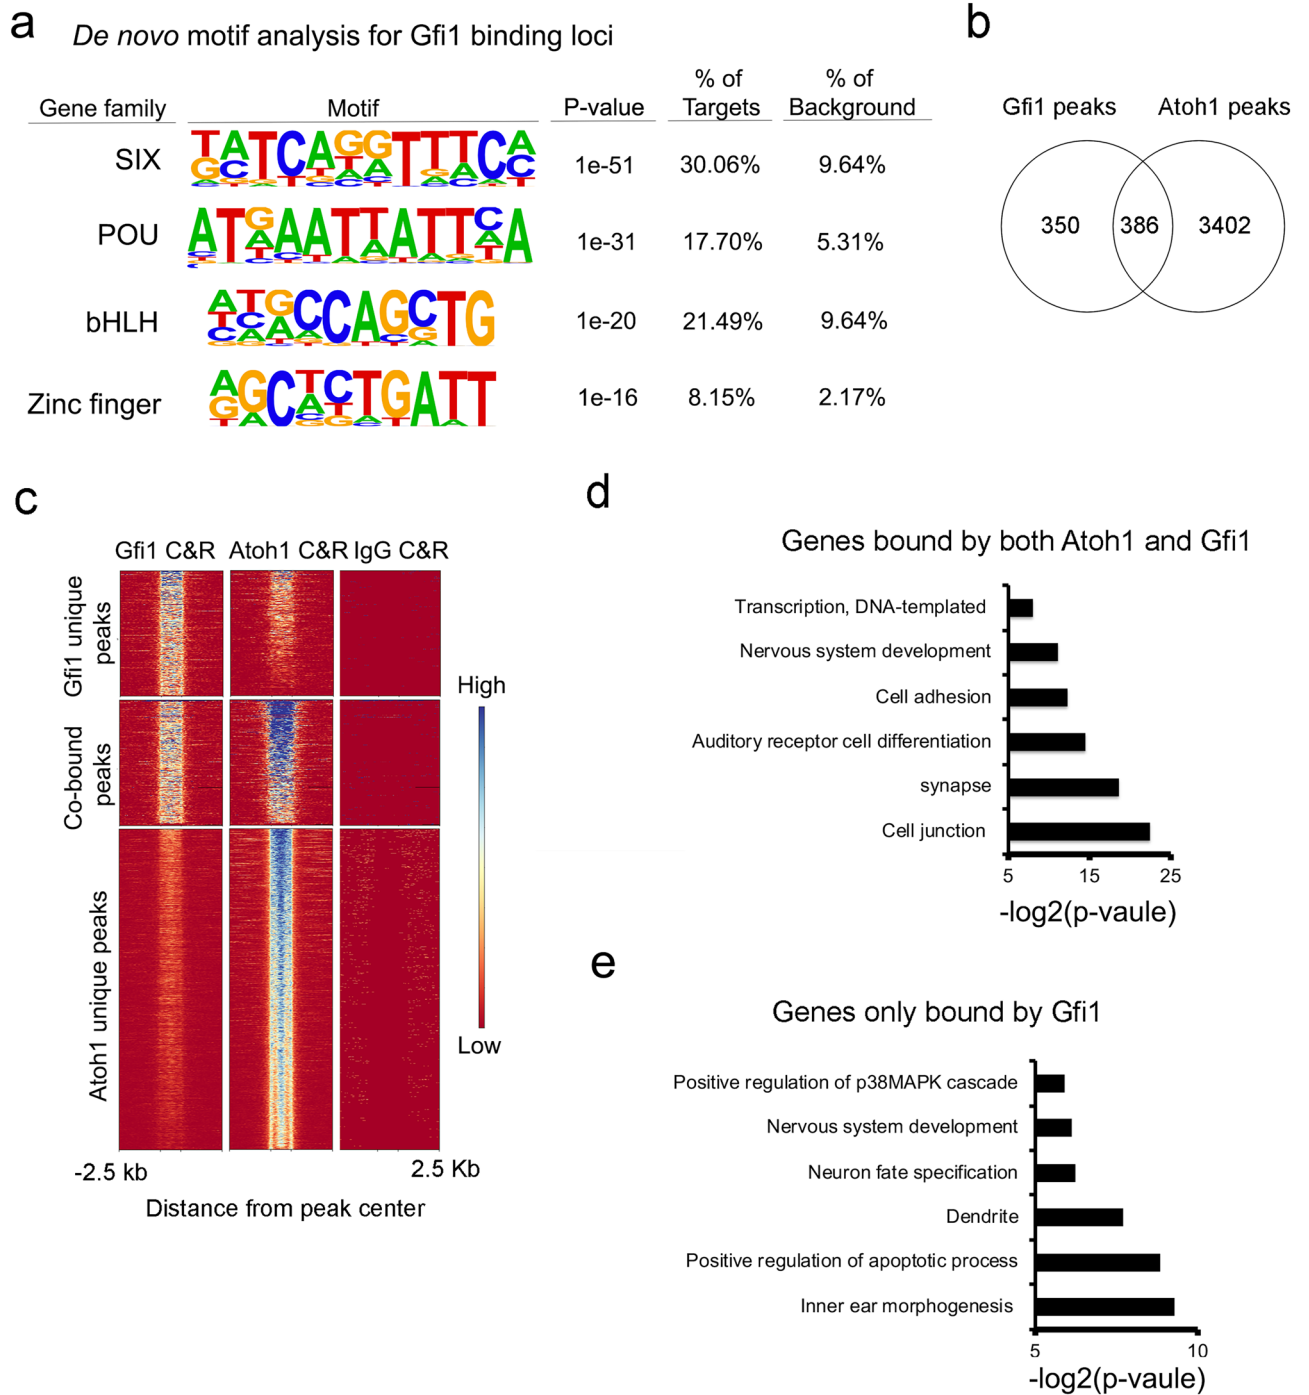 a
De novo motif analysis for Gfi1 binding loci
Gene family Motif P-value % of Targets % of Background
SIX 1e-51 30.06% 9.64%
POU 1e-31 17.70% 5.31%
bHLH 1e-20 21.49% 9.64%
Zinc finger 1e-16 8.15% 2.17%
b
Gfi1 peaks Atoh1 peaks
350 386 3402
c
Gfi1 C&R Atoh1 C&R IgG C&R
Gfi1 unique
peaks
Co-bound
peaks
Atoh1 unique peaks
High
Low
-2.5 kb 2.5 Kb
Distance from peak center
d
Genes bound by both Atoh1 and Gfi1
Transcription, DNA-templated
Nervous system development
Cell adhesion
Auditory receptor cell differentiation
synapse
Cell junction
5 15 25
-log2(p-vaule)
e
Genes only bound by Gfi1
Positive regulation of p38MAPK cascade
Nervous system development
Neuron fate specification
Dendrite
Positive regulation of apoptotic process
Inner ear morphogenesis
5 10
-log2(p-vaule)